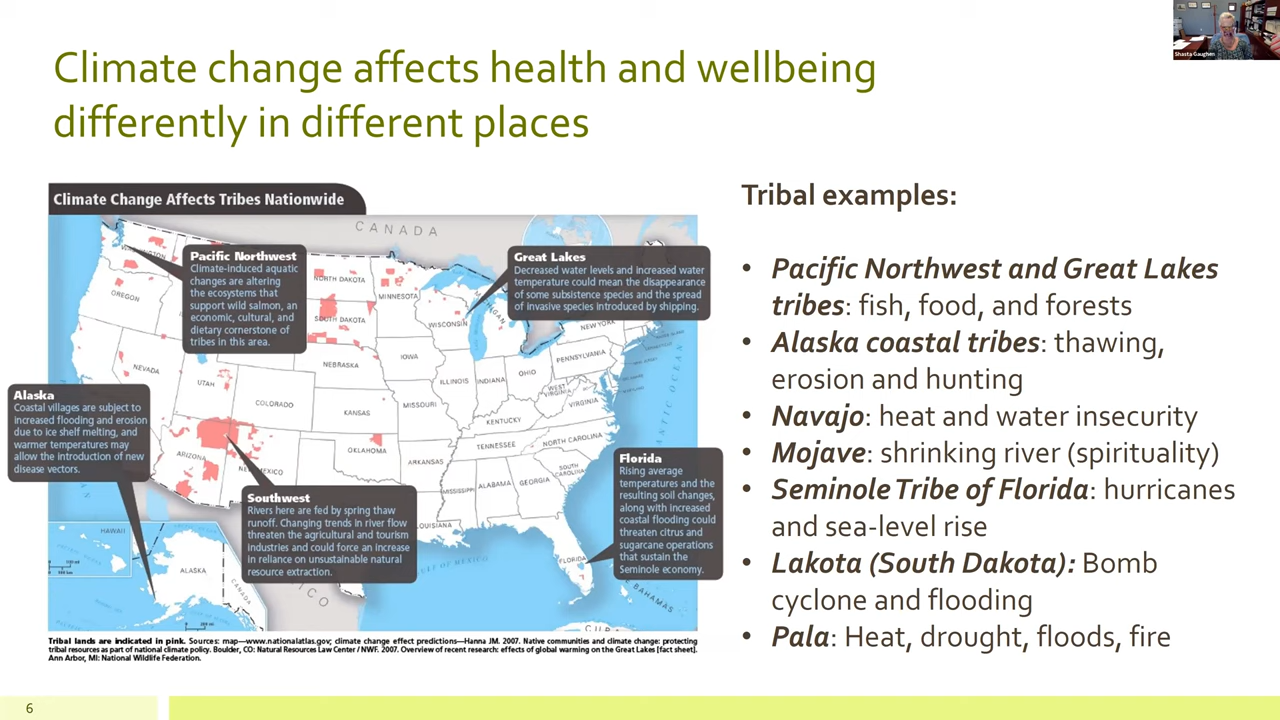 Shasta Gaughen
Climate change affects health and wellbeing
differently in different places
Climate Change Affects Tribes Nationwide
CANADA
WASHINGTON
OREGON
NEVADA
UTAH
ARIZONA
COLORADO
NEW MEXICO
NORTH DAKOTA
SOUTH DAKOTA
NEBRASKA
KANSAS
OKLAHOMA
MINNESOTA
IOWA
MISSOURI
ARKANSAS
LOUISIANA
WISCONSIN
MICHIGAN
ILLINOIS
INDIANA
OHIO
KENTUCKY
TENNESSEE
MISSISSIPPI
ALABAMA
GEORGIA
FLORIDA
SOUTH
CAROLINA
NORTH CAROLINA
VIRGINIA
WEST
VIRGINIA
PENNSYLVANIA
NEW YORK
ATLANTIC OCEAN
GULF OF MEXICO
BAHAMAS
HAWAII
ALASKA
CANADA
Pacific Northwest
Climate-induced aquatic
changes are altering
the ecosystems that
support wild salmon, an
economic, cultural, and
dietary cornerstone of
tribes in this area.
Great Lakes
Decreased water levels and increased water
temperature could mean the disappearance
of some subsistence species and the spread
of invasive species introduced by shipping.
Alaska
Coastal villages are subject to
increased flooding and erosion
due to ice shelf melting, and
warmer temperatures may
allow the introduction of new
disease vectors.
Southwest
Rivers here are fed by spring thaw
runoff. Changing trends in river flow
threaten the agricultural and tourism
industries and could force an increase
in reliance on unsustainable natural
resource extraction.
Florida
Rising average
temperatures and the
resulting soil changes,
along with increased
coastal flooding could
threaten citrus and
sugarcane operations
that sustain the
Seminole economy.
Tribal lands are indicated in pink. Sources: map—www.nationalatlas.gov; climate change effect predictions—Hanna JM. 2007. Native communities and climate change: protecting
tribal resources as part of national climate policy. Boulder, CO: Natural Resources Law Center / NWF. 2007. Overview of recent research: effects of global warming on the Great Lakes [fact sheet].
Ann Arbor, MI: National Wildlife Federation.
Tribal examples:
• Pacific Northwest and Great Lakes
tribes: fish, food, and forests
• Alaska coastal tribes: thawing,
erosion and hunting
• Navajo: heat and water insecurity
• Mojave: shrinking river (spirituality)
• Seminole Tribe of Florida: hurricanes
and sea-level rise
• Lakota (South Dakota): Bomb
cyclone and flooding
• Pala: Heat, drought, floods, fire
6